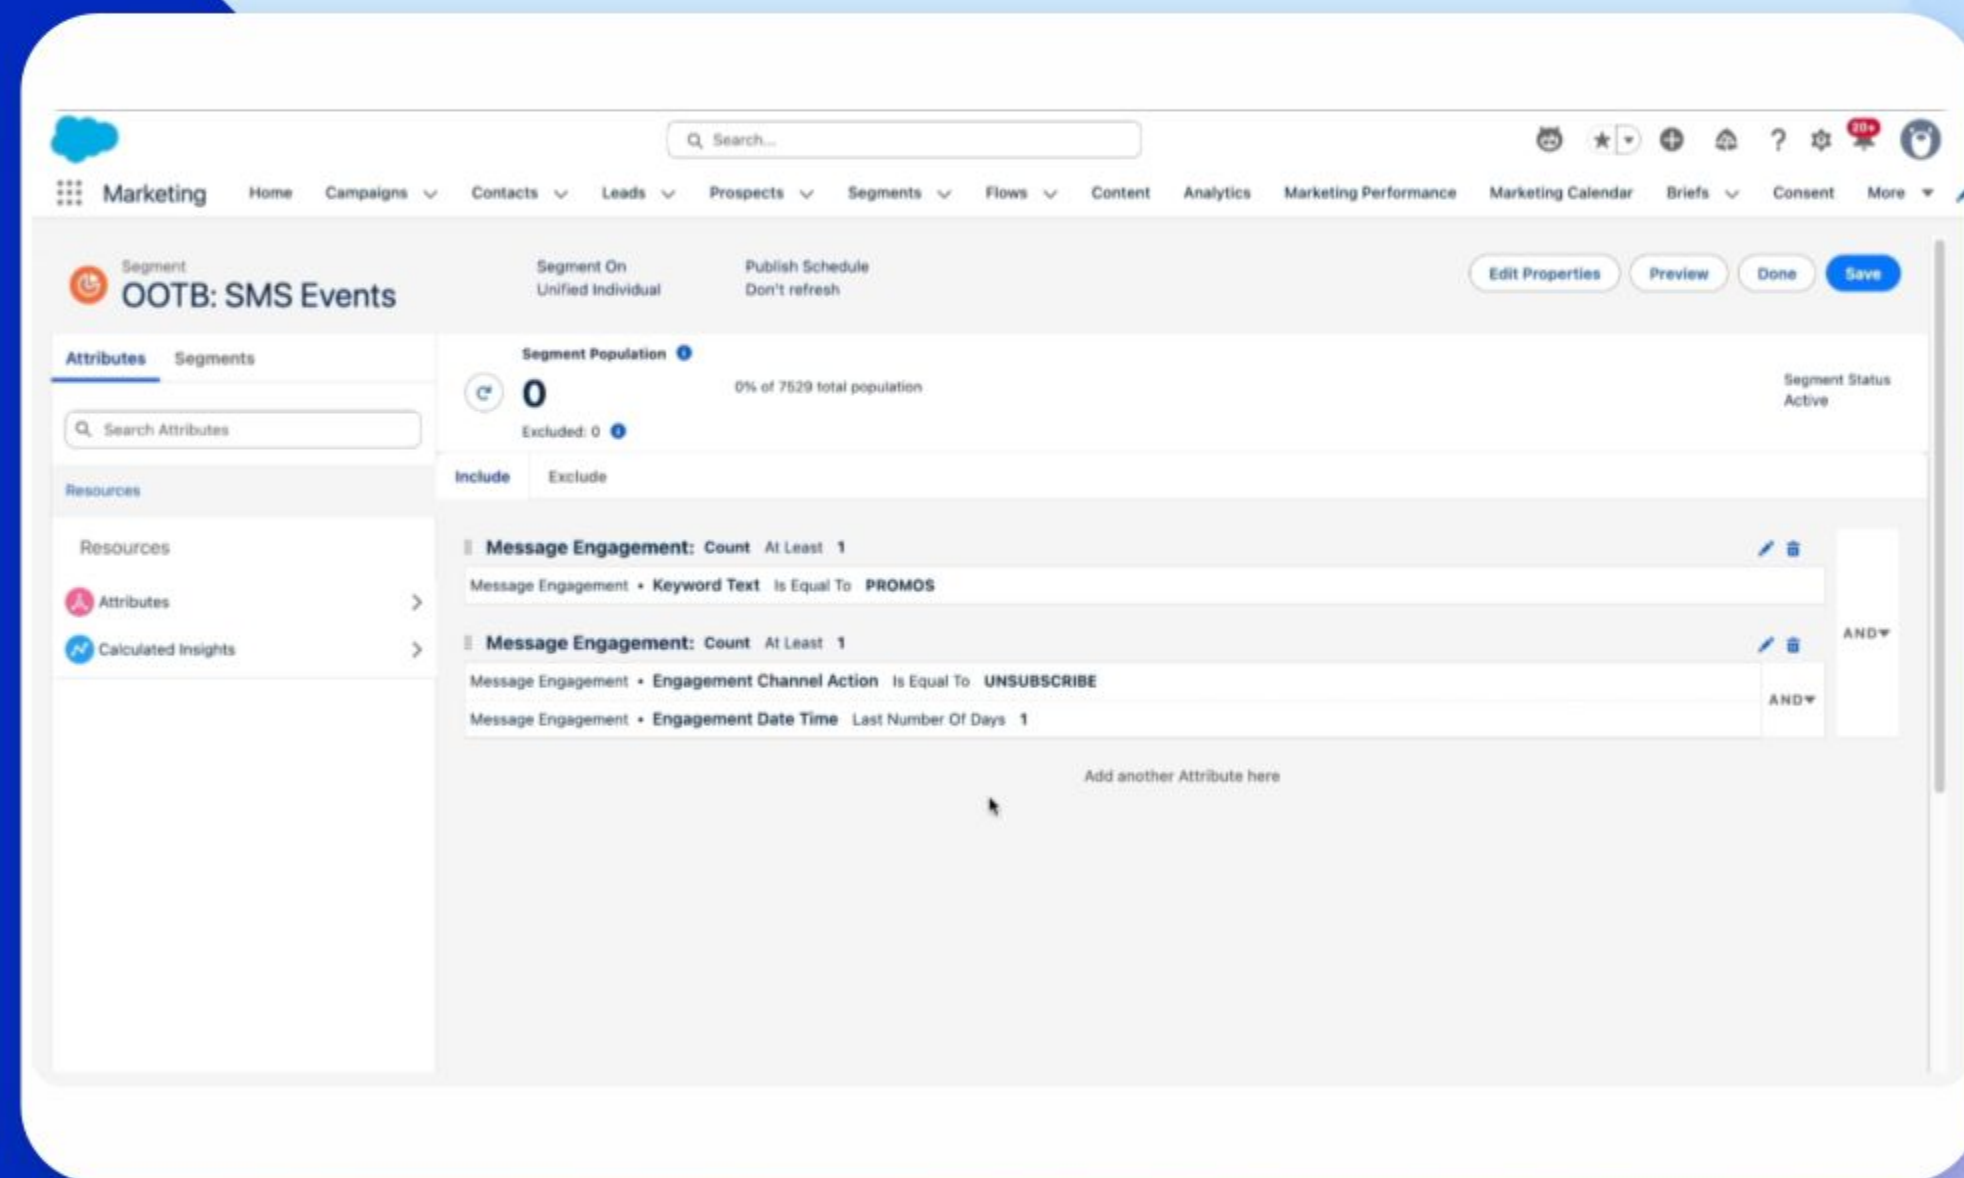 Search...
20+
Marketing Home Campaigns Contacts Leads Prospects Segments Flows Content Analytics Marketing Performance Marketing Calendar Briefs Consent More
Segment
OOTB: SMS Events
Segment On
Unified Individual
Publish Schedule
Don't refresh
Edit Properties Preview Done Save
Attributes Segments
Search Attributes
Resources
Resources
Attributes
Calculated Insights
Segment Population
0
0% of 7529 total population
Excluded: 0
Segment Status
Active
Include Exclude
Message Engagement: Count At Least 1
Message Engagement • Keyword Text Is Equal To PROMOS
Message Engagement: Count At Least 1
Message Engagement • Engagement Channel Action Is Equal To UNSUBSCRIBE
Message Engagement • Engagement Date Time Last Number Of Days 1
AND
AND
Add another Attribute here